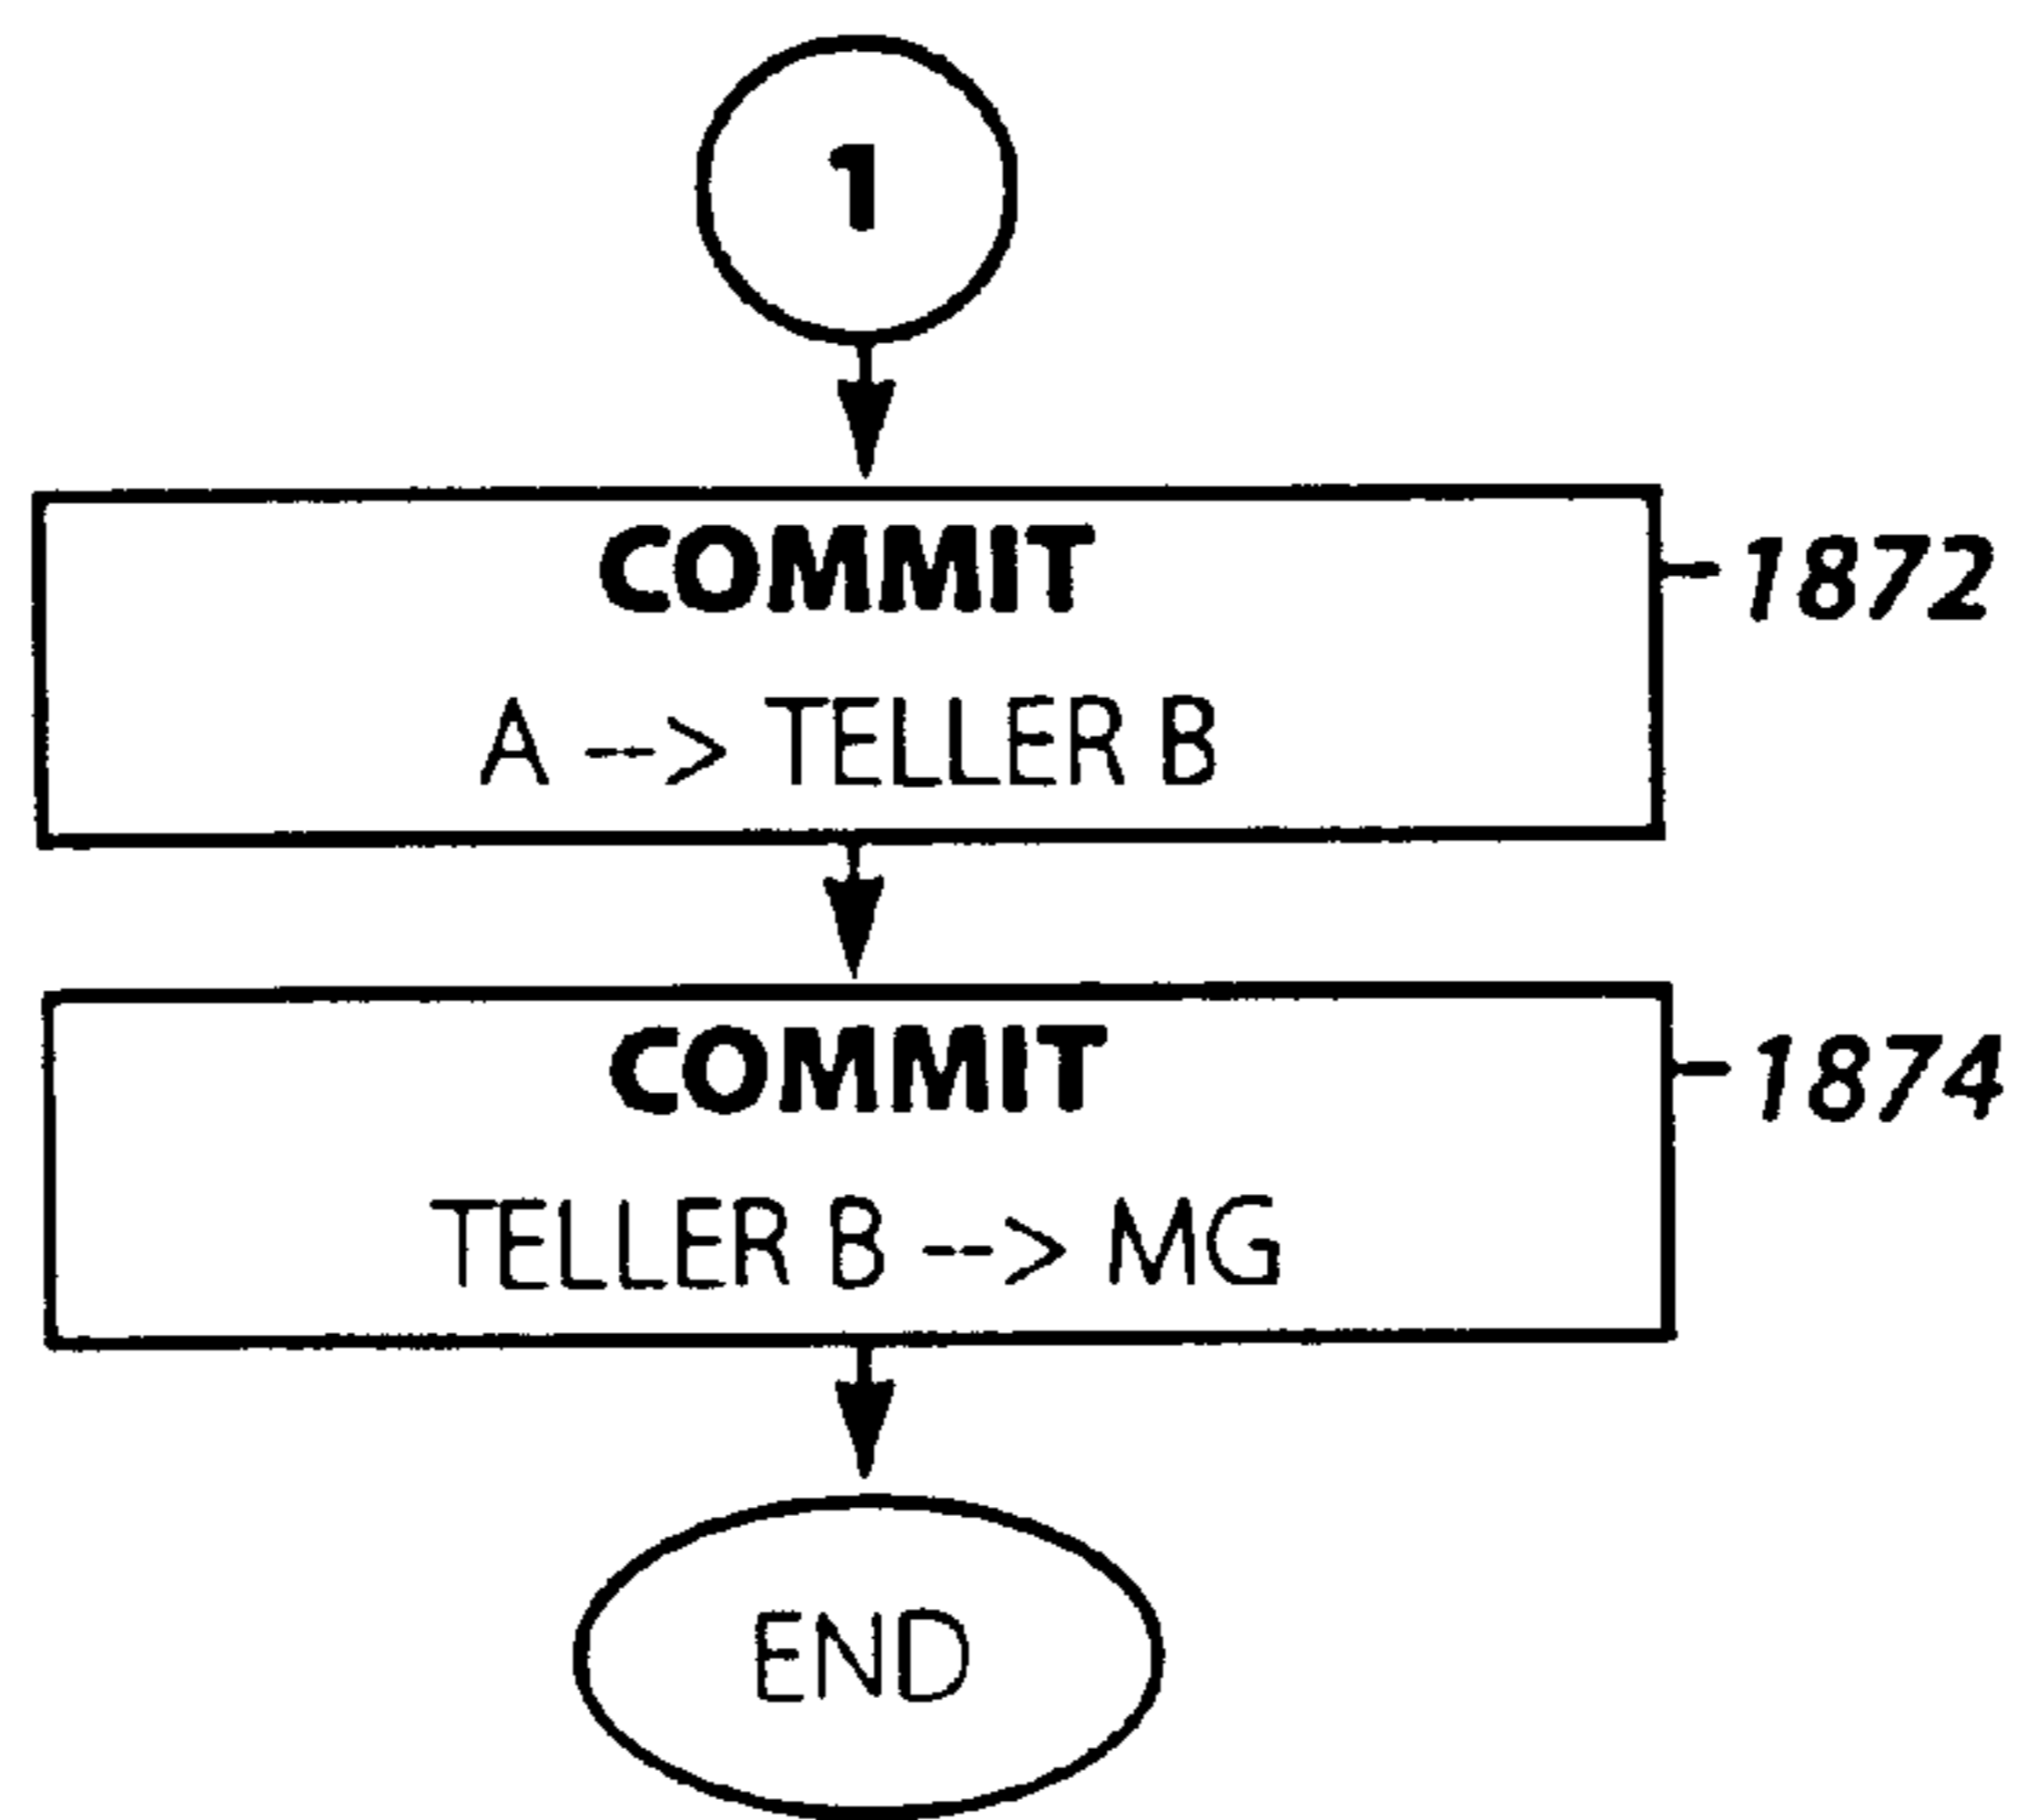 1
COMMIT
1872
A --> TELLER B
COMMIT
1874
TELLER B --> MG
END